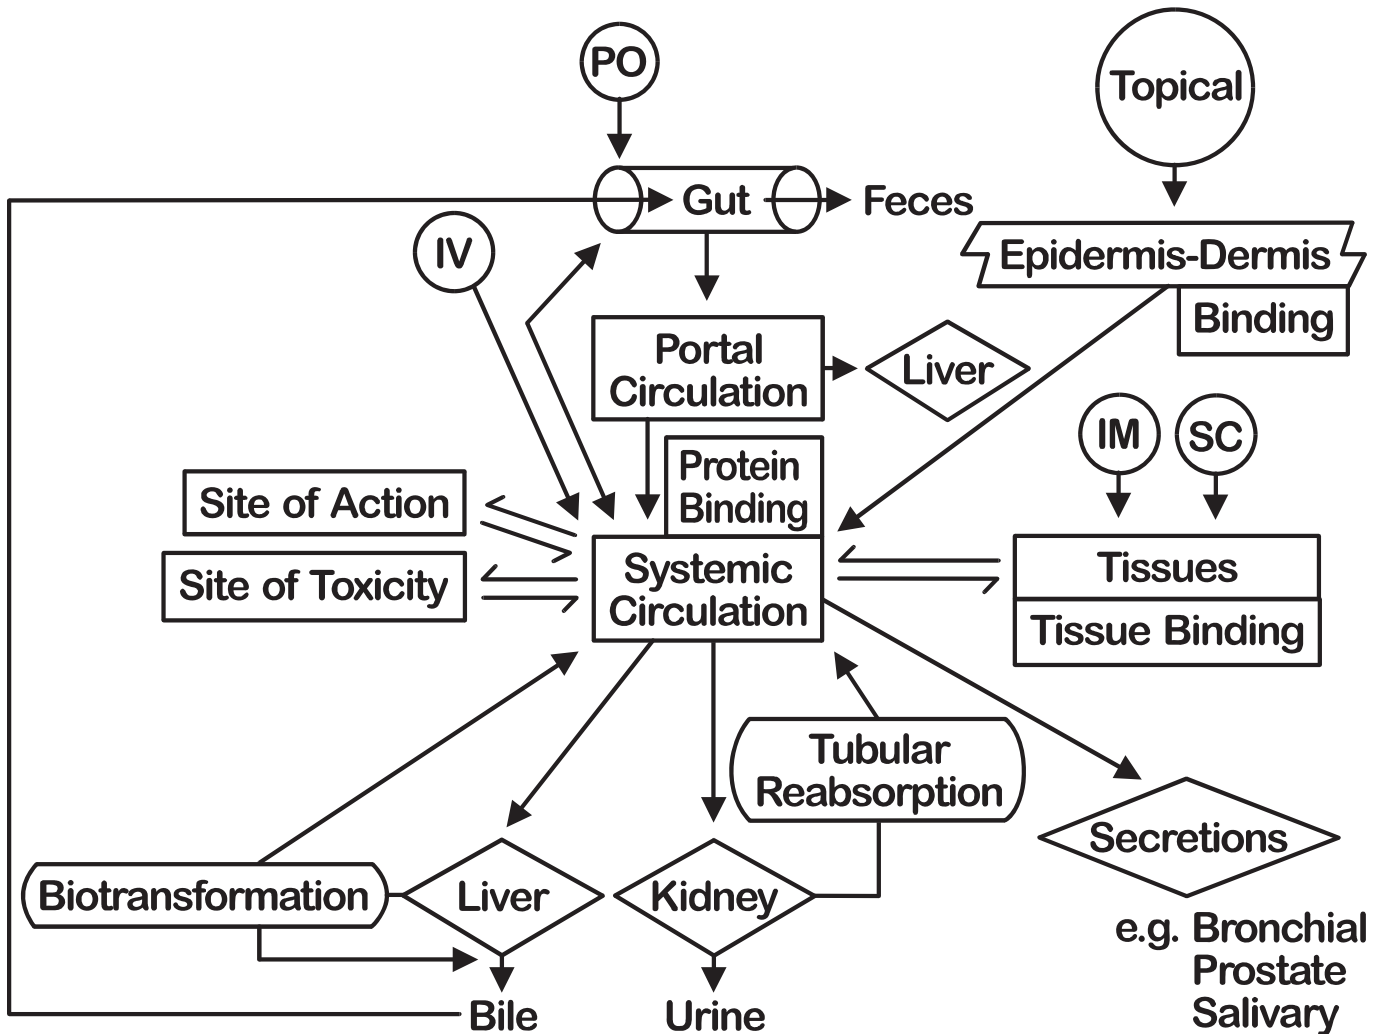 PO
Topical
Gut
Feces
IV
Epidermis-Dermis
Binding
Portal
Circulation
Liver
IM
SC
Protein
Binding
Site of Action
Site of Toxicity
Systemic
Circulation
Tissues
Tissue Binding
Tubular
Reabsorption
Secretions
Biotransformation
Liver
Kidney
e.g. Bronchial
Prostate
Salivary
Bile
Urine